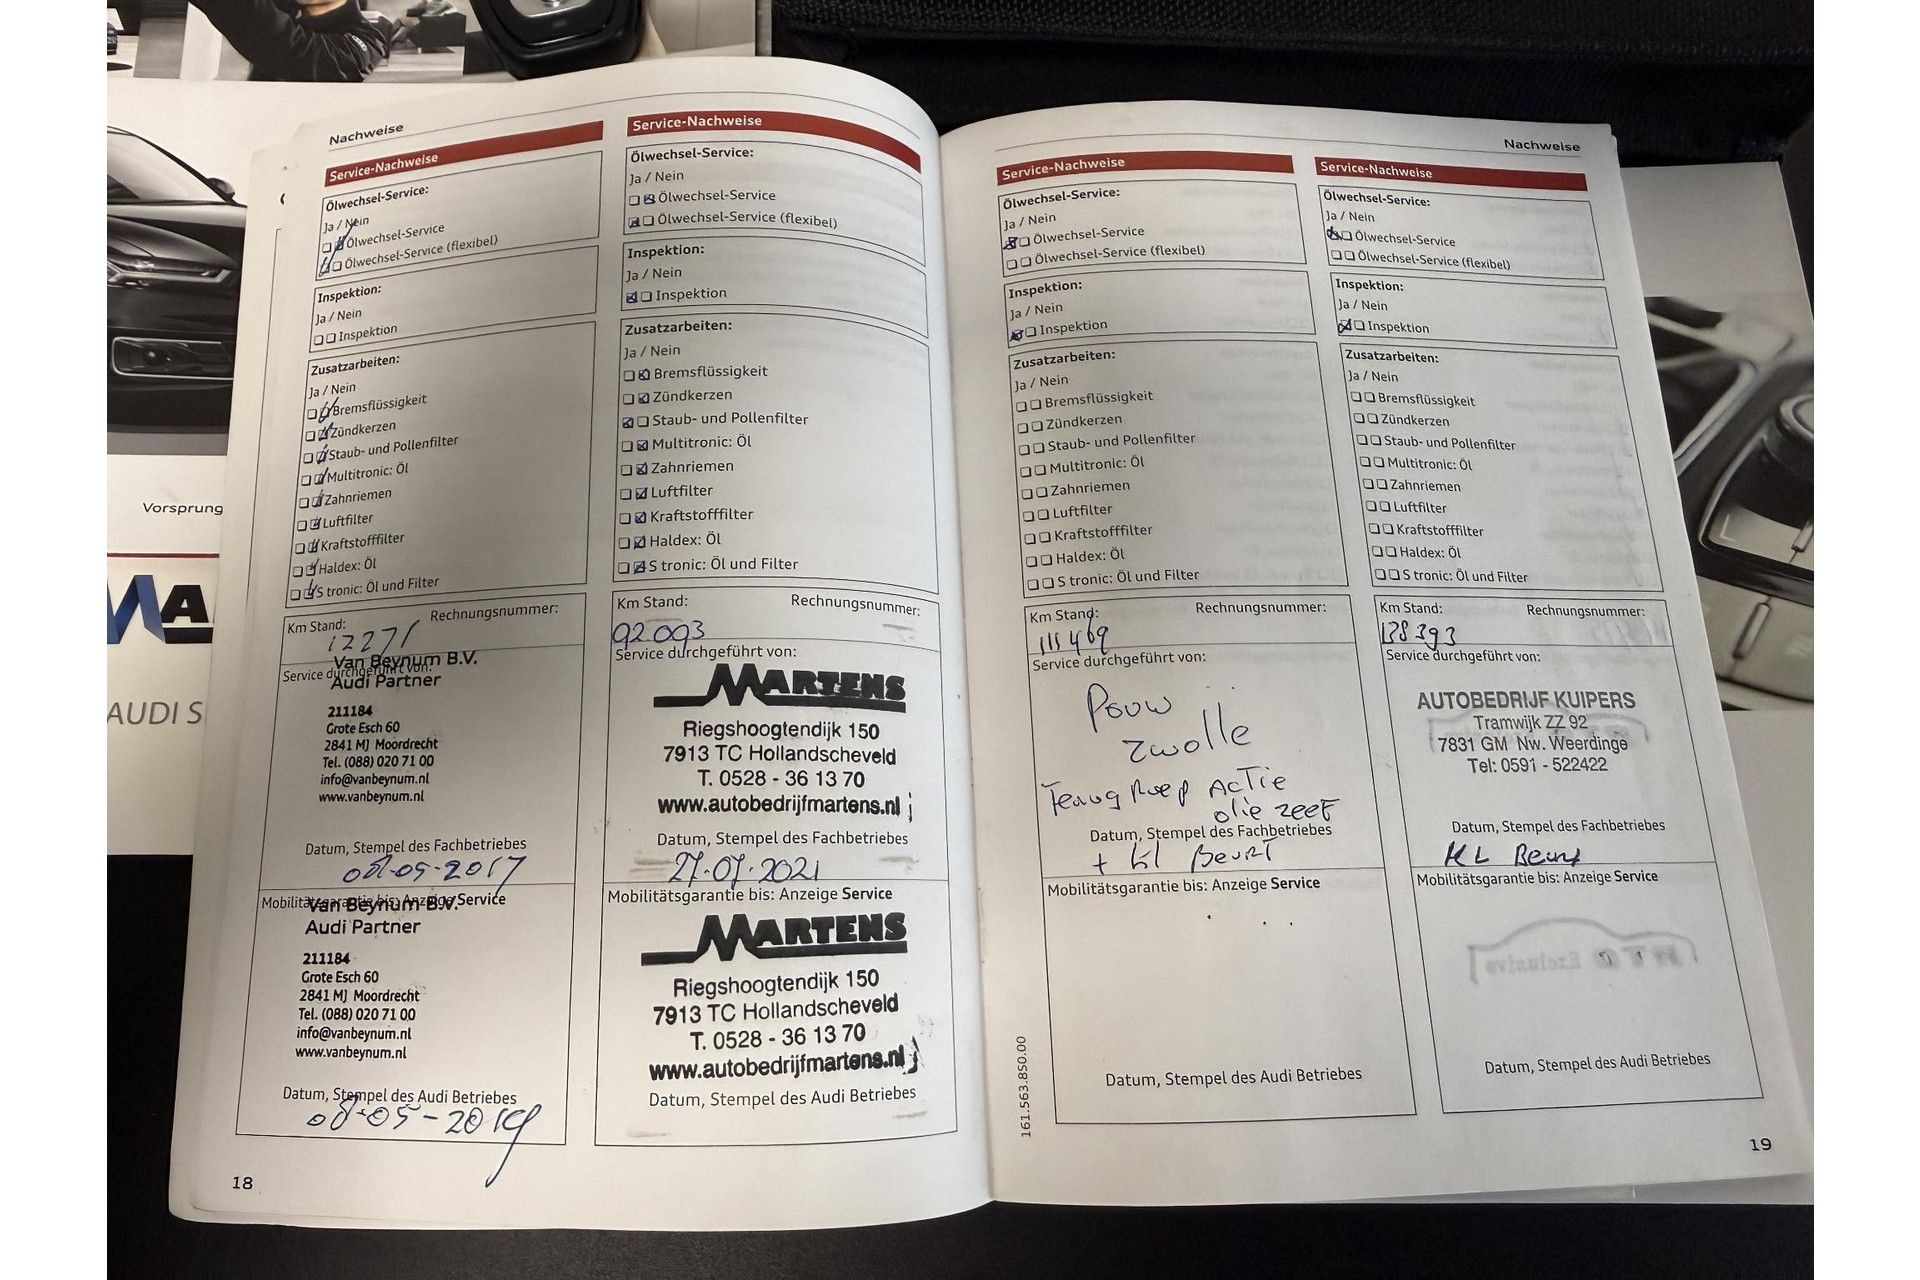 Vorsprung
AUDI S
Nachweise
Service-Nachweise
Ölwechsel-Service:
Ja / Nein
Ölwechsel-Service
Ölwechsel-Service (flexibel)
Inspektion:
Ja / Nein
Inspektion
Zusatzarbeiten:
Ja / Nein
Bremsflüssigkeit
Zündkerzen
Staub- und Pollenfilter
Multitronic: Öl
Zahnriemen
Luftfilter
Kraftstofffilter
Haldex: Öl
S tronic: Öl und Filter
Km Stand: Rechnungsnummer:
12271
Service durchgeführt von:
Van Beynum B.V.
Audi Partner
211184
Grote Esch 60
2841 MJ Moordrecht
Tel. (088) 020 71 00
info@vanbeynum.nl
www.vanbeynum.nl
Datum, Stempel des Fachbetriebes
08-05-2017
Mobilitätsgarantie bis: Anzeige Service
Van Beynum B.V.
Audi Partner
211184
Grote Esch 60
2841 MJ Moordrecht
Tel. (088) 020 71 00
info@vanbeynum.nl
www.vanbeynum.nl
Datum, Stempel des Audi Betriebes
08-05-2019
18
Service-Nachweise
Ölwechsel-Service:
Ja / Nein
Ölwechsel-Service
Ölwechsel-Service (flexibel)
Inspektion:
Ja / Nein
Inspektion
Zusatzarbeiten:
Ja / Nein
Bremsflüssigkeit
Zündkerzen
Staub- und Pollenfilter
Multitronic: Öl
Zahnriemen
Luftfilter
Kraftstofffilter
Haldex: Öl
S tronic: Öl und Filter
Km Stand: Rechnungsnummer:
92.093
Service durchgeführt von:
MARTENS
Riegshoogtendijk 150
7913 TC Hollandscheveld
T. 0528 - 36 13 70
www.autobedrijfmartens.nl
Datum, Stempel des Fachbetriebes
27-07-2021
Mobilitätsgarantie bis: Anzeige Service
MARTENS
Riegshoogtendijk 150
7913 TC Hollandscheveld
T. 0528 - 36 13 70
www.autobedrijfmartens.nl
Datum, Stempel des Audi Betriebes
Nachweise
Service-Nachweise
Ölwechsel-Service:
Ja / Nein
Ölwechsel-Service
Ölwechsel-Service (flexibel)
Inspektion:
Ja / Nein
Inspektion
Zusatzarbeiten:
Ja / Nein
Bremsflüssigkeit
Zündkerzen
Staub- und Pollenfilter
Multitronic: Öl
Zahnriemen
Luftfilter
Kraftstofffilter
Haldex: Öl
S tronic: Öl und Filter
Km Stand: Rechnungsnummer:
111469
Service durchgeführt von:
Pouw
Zwolle
Terugroep Actie
olie zeef
Datum, Stempel des Fachbetriebes
+ kl Beurt
Mobilitätsgarantie bis: Anzeige Service
Datum, Stempel des Audi Betriebes
161.563.850.00
Service-Nachweise
Ölwechsel-Service:
Ja / Nein
Ölwechsel-Service
Ölwechsel-Service (flexibel)
Inspektion:
Ja / Nein
Inspektion
Zusatzarbeiten:
Ja / Nein
Bremsflüssigkeit
Zündkerzen
Staub- und Pollenfilter
Multitronic: Öl
Zahnriemen
Luftfilter
Kraftstofffilter
Haldex: Öl
S tronic: Öl und Filter
Km Stand: Rechnungsnummer:
138393
Service durchgeführt von:
AUTOBEDRIJF KUIPERS
Tramwijk ZZ 92
7831 GM Nw. Weerdinge
Tel: 0591 - 522422
Datum, Stempel des Fachbetriebes
KL Beurt
Mobilitätsgarantie bis: Anzeige Service
Datum, Stempel des Audi Betriebes
19